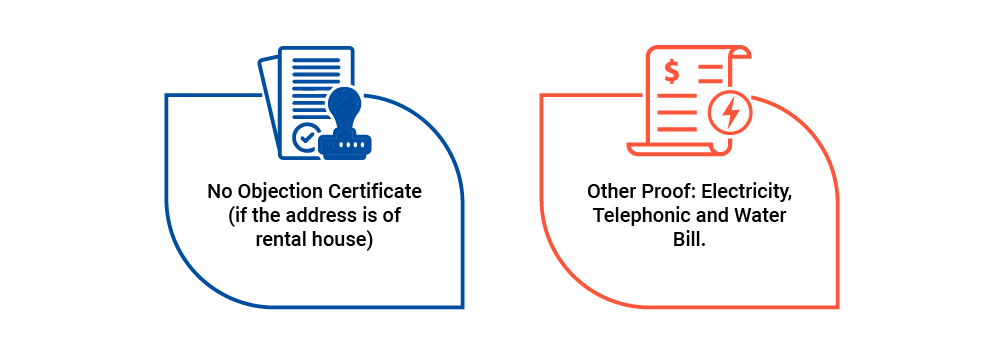 No Objection Certificate
(if the address is of
rental house)
$
Other Proof: Electricity,
Telephonic and Water
Bill.